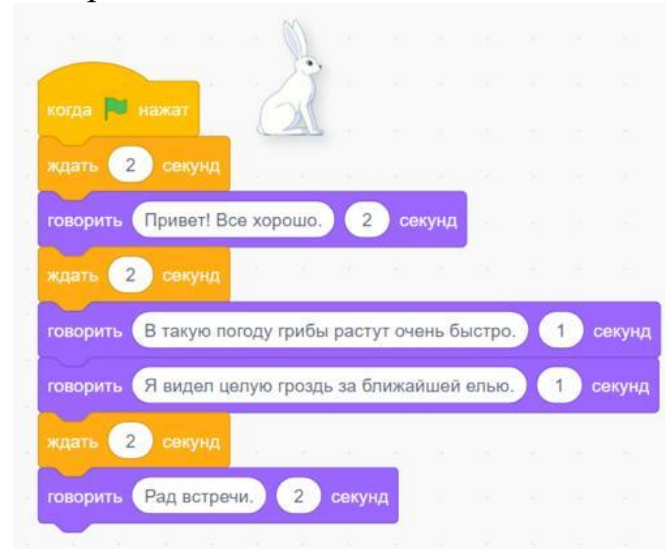 когда нажат
ждать 2 секунд
говорить Привет! Все хорошо. 2 секунд
ждать 2 секунд
говорить В такую погоду грибы растут очень быстро. 1 секунд
говорить Я видел целую гроздь за ближайшей елью. 1 секунд
ждать 2 секунд
говорить Рад встречи. 2 секунд